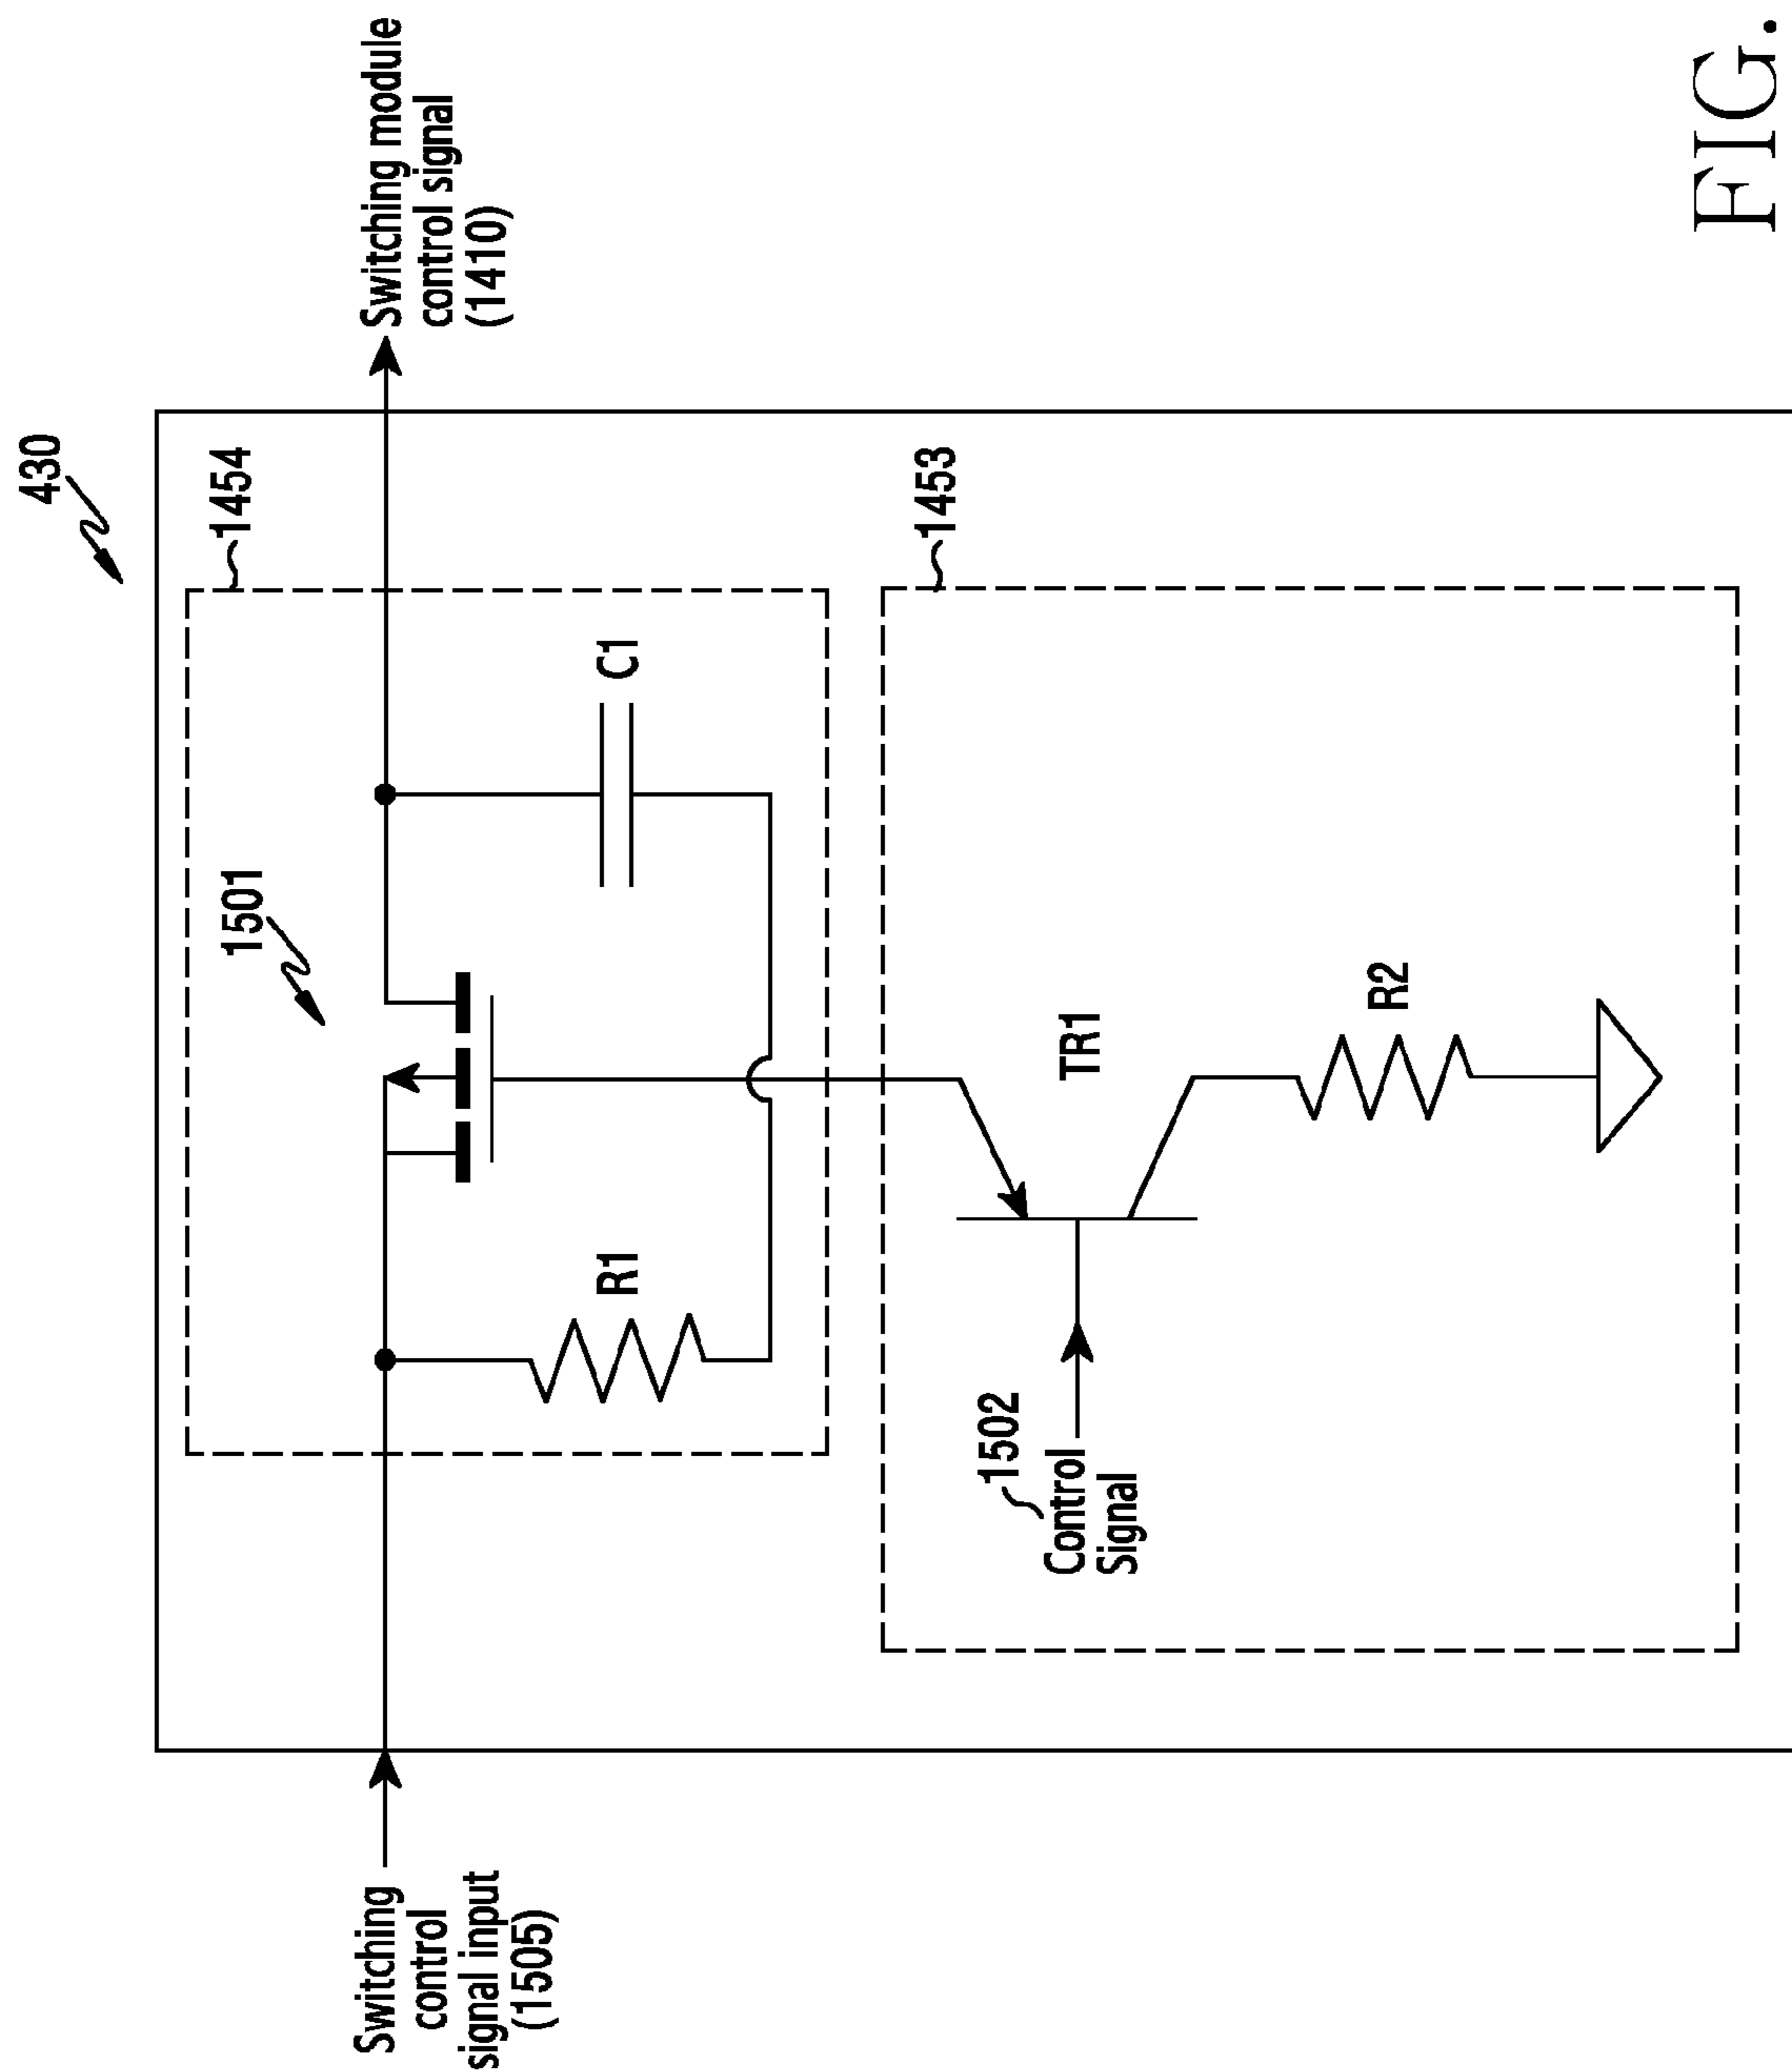 430
1454
1501
Switching
control
signal input
(1505)
Switching module
control signal
(1410)
R1
C1
1453
1502
Control
Signal
TR1
R2
FIG.